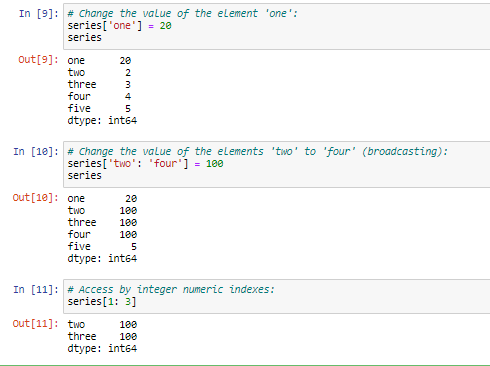 In [9]: # Change the value of the element 'one':
series['one'] = 20
series
Out[9]: one 20
two 2
three 3
four 4
five 5
dtype: int64
In [10]: # Change the value of the elements 'two' to 'four' (broadcasting):
series['two': 'four'] = 100
series
Out[10]: one 20
two 100
three 100
four 100
five 5
dtype: int64
In [11]: # Access by integer numeric indexes:
series[1: 3]
Out[11]: two 100
three 100
dtype: int64